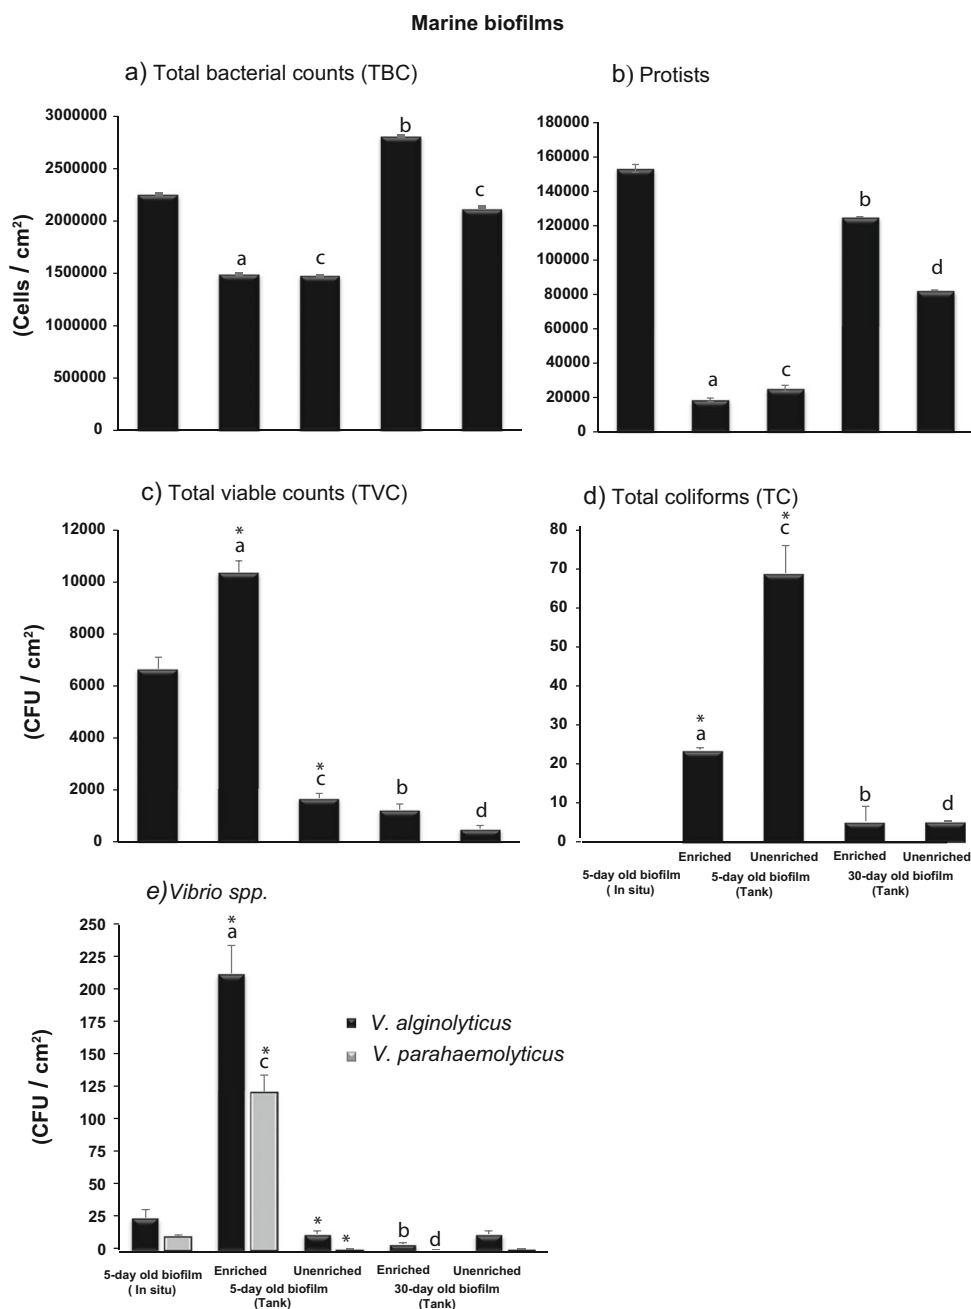 Marine biofilms
a) Total bacterial counts (TBC)
b) Protists
(Cells / cm²)
3000000
2500000
2000000
1500000
1000000
500000
0
a
c
b
c
180000
160000
140000
120000
100000
80000
60000
40000
20000
0
a
c
b
d
c) Total viable counts (TVC)
d) Total coliforms (TC)
(CFU / cm²)
12000
10000
8000
6000
4000
2000
0
*
a
*
c
b
d
80
70
60
50
40
30
20
10
0
*
a
*
c
b
d
Enriched Unenriched Enriched Unenriched
5-day old biofilm 5-day old biofilm 30-day old biofilm
( In situ) (Tank) (Tank)
e) Vibrio spp.
(CFU / cm²)
250
225
200
175
150
125
100
75
50
25
0
*
a
*
c
*
*
b
d
V. alginolyticus
V. parahaemolyticus
5-day old biofilm Enriched Unenriched Enriched Unenriched
( In situ) 5-day old biofilm 30-day old biofilm
(Tank) (Tank)